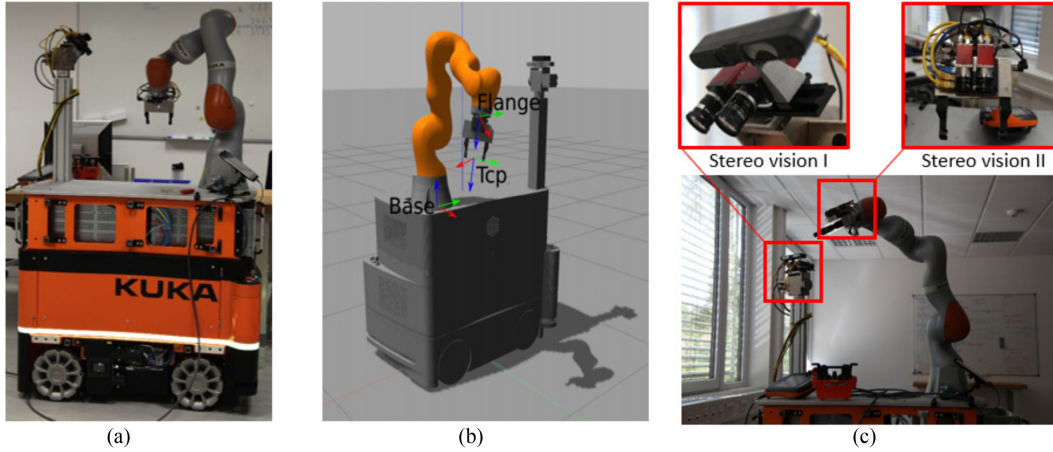 KUKA
Flange
Tcp
Base
Stereo vision I
Stereo vision II
(a)
(b)
(c)